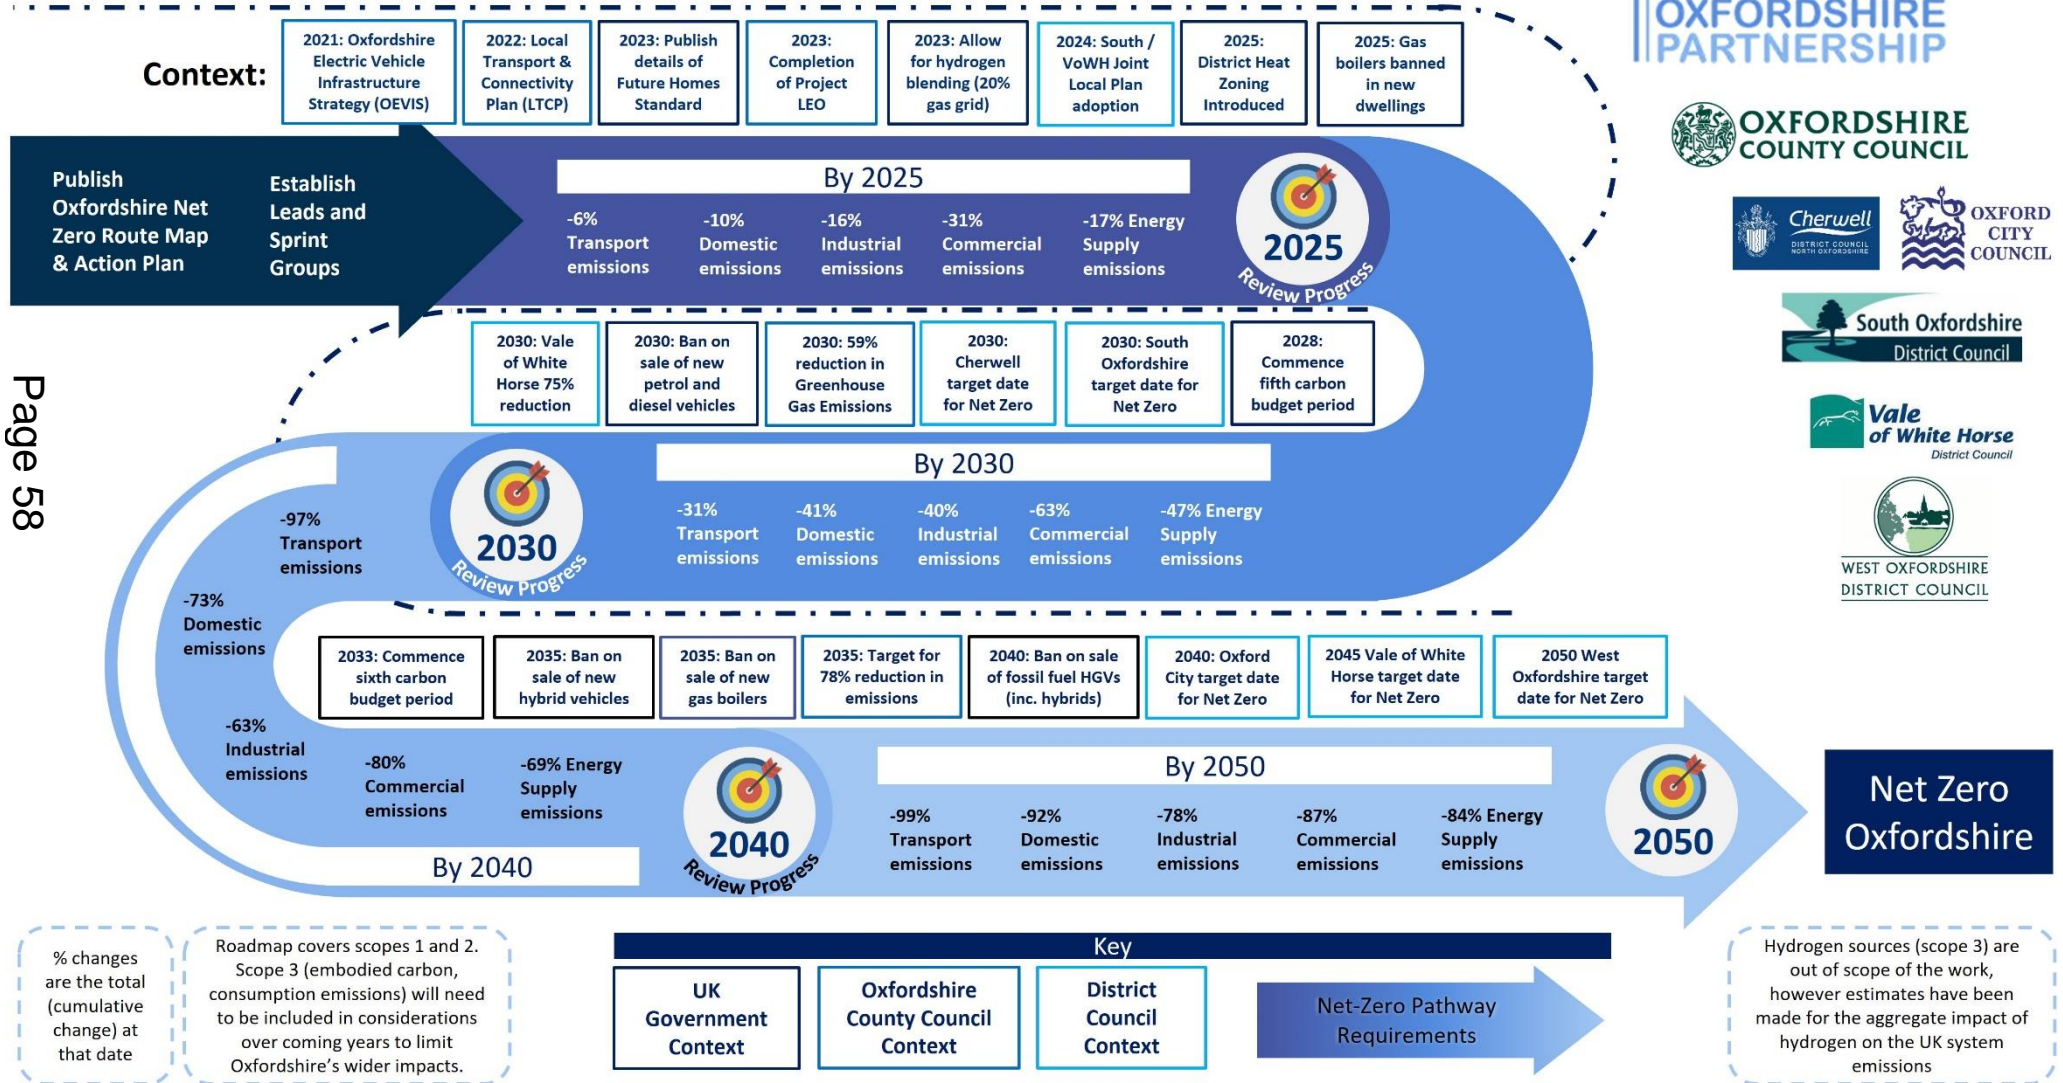 OXFORDSHIRE
PARTNERSHIP
Context:
2021: Oxfordshire
Electric Vehicle
Infrastructure
Strategy (OEVIS)
2022: Local
Transport &
Connectivity
Plan (LTCP)
2023: Publish
details of
Future Homes
Standard
2023:
Completion
of Project
LEO
2023: Allow
for hydrogen
blending (20%
gas grid)
2024: South /
VoWH Joint
Local Plan
adoption
2025:
District Heat
Zoning
Introduced
2025: Gas
boilers banned
in new
dwellings
OXFORDSHIRE
COUNTY COUNCIL
Cherwell
DISTRICT COUNCIL
NORTH OXFORDSHIRE
OXFORD
CITY
COUNCIL
South Oxfordshire
District Council
Vale
of White Horse
District Council
WEST OXFORDSHIRE
DISTRICT COUNCIL
Publish
Oxfordshire Net
Zero Route Map
& Action Plan
Establish
Leads and
Sprint
Groups
By 2025
-6%
Transport
emissions
-10%
Domestic
emissions
-16%
Industrial
emissions
-31%
Commercial
emissions
-17% Energy
Supply
emissions
2025
Review Progress
2030: Vale
of White
Horse 75%
reduction
2030: Ban on
sale of new
petrol and
diesel vehicles
2030: 59%
reduction in
Greenhouse
Gas Emissions
2030:
Cherwell
target date
for Net Zero
2030: South
Oxfordshire
target date for
Net Zero
2028:
Commence
fifth carbon
budget period
Page 58
By 2030
2030
Review Progress
-31%
Transport
emissions
-41%
Domestic
emissions
-40%
Industrial
emissions
-63%
Commercial
emissions
-47% Energy
Supply
emissions
-97%
Transport
emissions
-73%
Domestic
emissions
-63%
Industrial
emissions
-80%
Commercial
emissions
-69% Energy
Supply
emissions
By 2040
2040
Review Progress
2033: Commence
sixth carbon
budget period
2035: Ban on
sale of new
hybrid vehicles
2035: Ban on
sale of new
gas boilers
2035: Target for
78% reduction in
emissions
2040: Ban on sale
of fossil fuel HGVs
(inc. hybrids)
2040: Oxford
City target date
for Net Zero
2045 Vale of White
Horse target date
for Net Zero
2050 West
Oxfordshire target
date for Net Zero
By 2050
-99%
Transport
emissions
-92%
Domestic
emissions
-78%
Industrial
emissions
-87%
Commercial
emissions
-84% Energy
Supply
emissions
2050
Net Zero
Oxfordshire
% changes
are the total
(cumulative
change) at
that date
Roadmap covers scopes 1 and 2.
Scope 3 (embodied carbon,
consumption emissions) will need
to be included in considerations
over coming years to limit
Oxfordshire's wider impacts.
Key
UK
Government
Context
Oxfordshire
County Council
Context
District
Council
Context
Net-Zero Pathway
Requirements
Hydrogen sources (scope 3) are
out of scope of the work,
however estimates have been
made for the aggregate impact of
hydrogen on the UK system
emissions